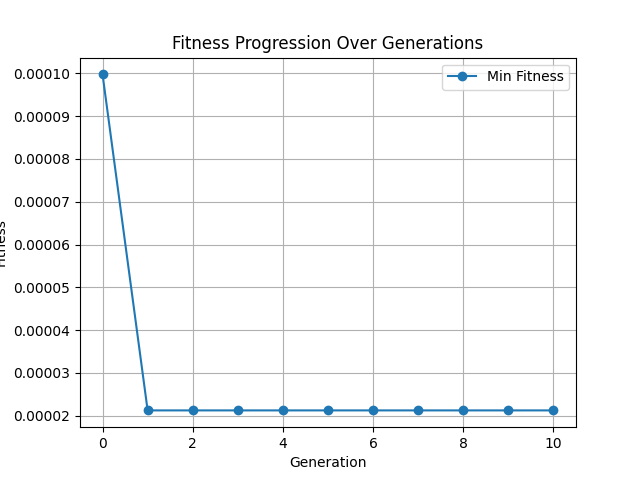 Fitness Progression Over Generations
Min Fitness
0.00010
0.00009
0.00008
0.00007
0.00006
0.00005
0.00004
0.00003
0.00002
Fitness
0 2 4 6 8 10
Generation